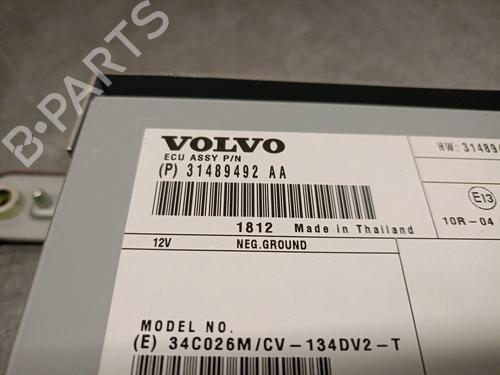 B-PARTS
VOLVO
ECU ASSY P/N
(P) 31489492 AA
HW: 31489
1812 Made in Thailand
E13
10R-04
12V NEG.GROUND
MODEL NO.
(E) 34C026M/CV-134DV2-T